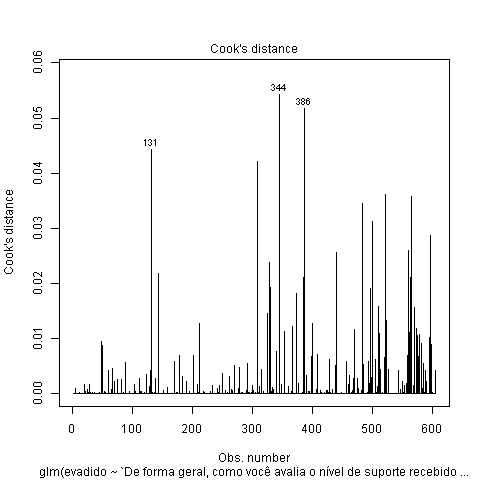 Cook's distance
0.06
0.05
0.04
0.03
0.02
0.01
0.00
Cook's distance
131
344
386
0 100 200 300 400 500 600
Obs. number
glm(evadido ~ `De forma geral, como você avalia o nível de suporte recebido ...